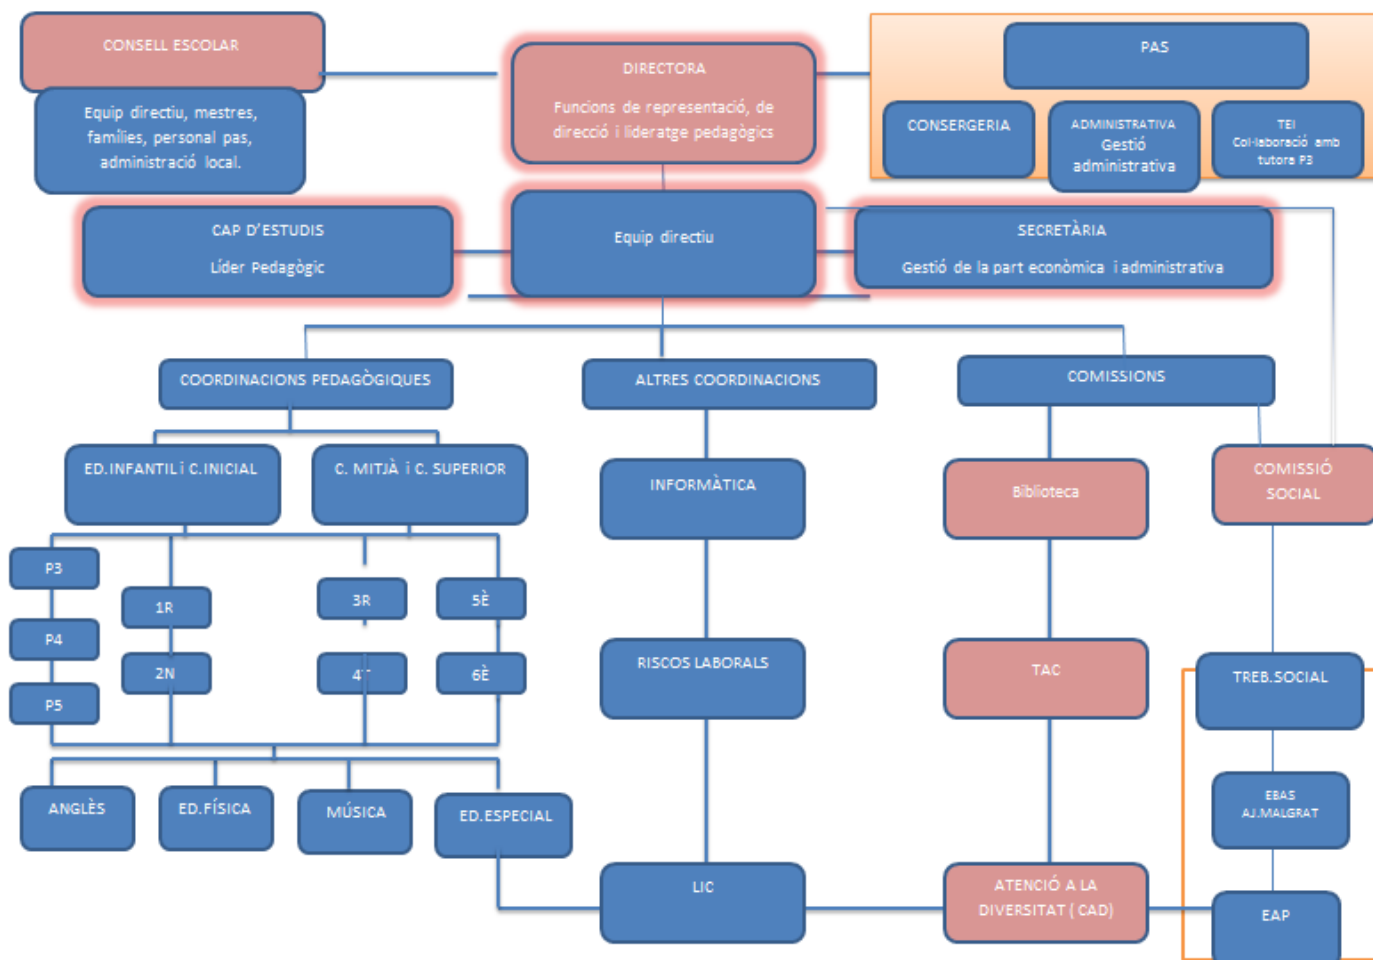 CONSELL ESCOLAR
Equip directiu, mestres,
famílies, personal pas,
administració local.
DIRECTORA
Funcions de representació, de
direcció i lideratge pedagògics
PAS
CONSERGERIA
ADMINISTRATIVA
Gestió
administrativa
TEI
Col·laboració amb
tutora P3
CAP D'ESTUDIS
Líder Pedagògic
Equip directiu
SECRETÀRIA
Gestió de la part econòmica i administrativa
COORDINACIONS PEDAGÒGIQUES
ALTRES COORDINACIONS
COMISSIONS
ED.INFANTIL i C.INICIAL
C. MITJÀ i C. SUPERIOR
INFORMÀTICA
Biblioteca
COMISSIÓ
SOCIAL
P3
P4
P5
1R
2N
3R
4T
5È
6È
RISCOS LABORALS
TAC
TREB.SOCIAL
ANGLÈS
ED.FÍSICA
MÚSICA
ED.ESPECIAL
EBAS
AJ.MALGRAT
LIC
ATENCIÓ A LA
DIVERSITAT ( CAD)
EAP